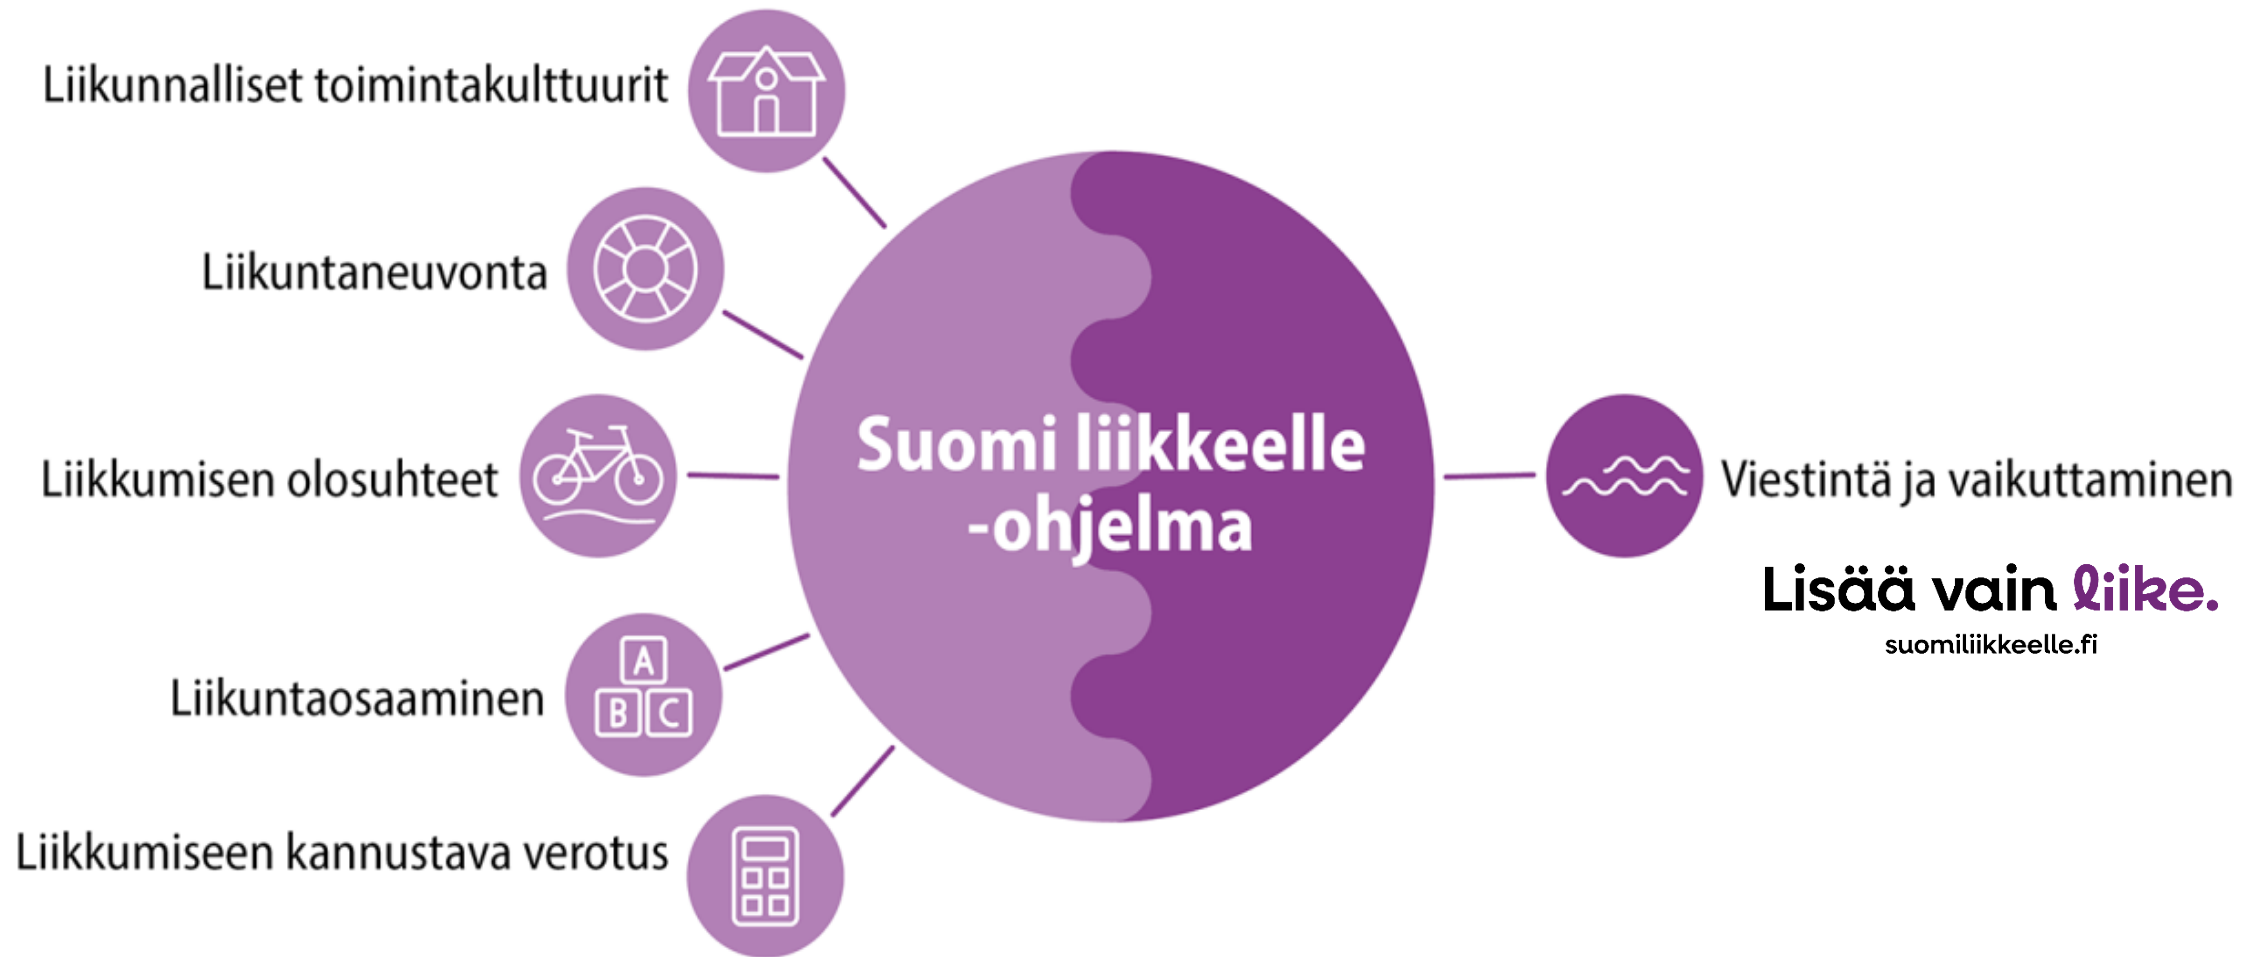 Liikunnalliset toimintakulttuurit
Liikuntaneuvonta
Liikkumisen olosuhteet
A
B C
Liikuntaosaaminen
Liikkumiseen kannustava verotus
Suomi liikkeelle
-ohjelma
Viestintä ja vaikuttaminen
Lisää vain liike.
suomiliikkeelle.fi